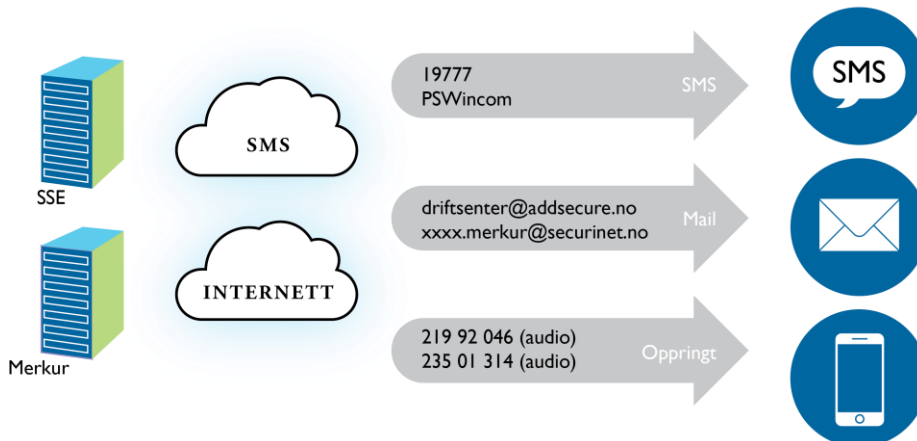 SSE
Merkur
SMS
INTERNETT
19777
PSWincom
SMS
SMS
driftsenter@addsecure.no
xxxx.merkur@securinet.no
Mail
219 92 046 (audio)
235 01 314 (audio)
Oppringt